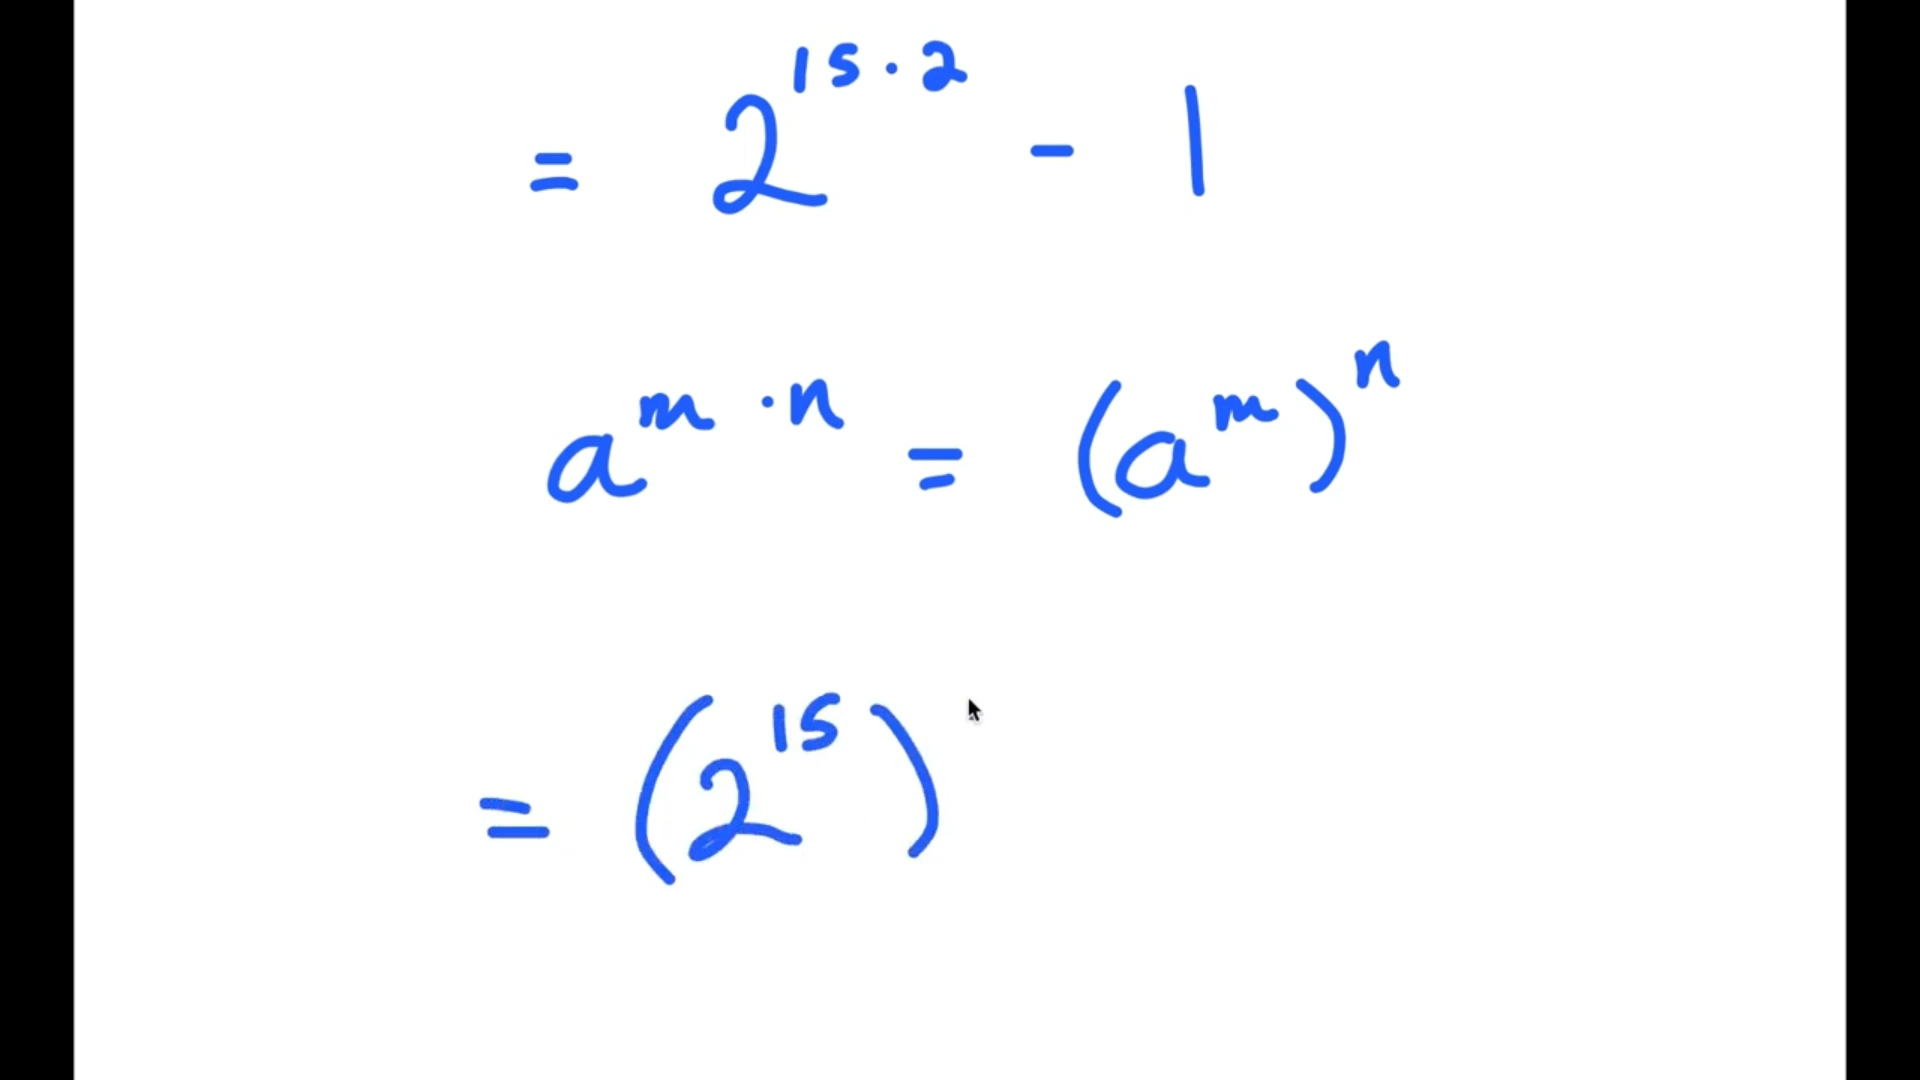 = 2^{15·2} - 1
a^{m·n} = (a^m)^n
= (2^{15})